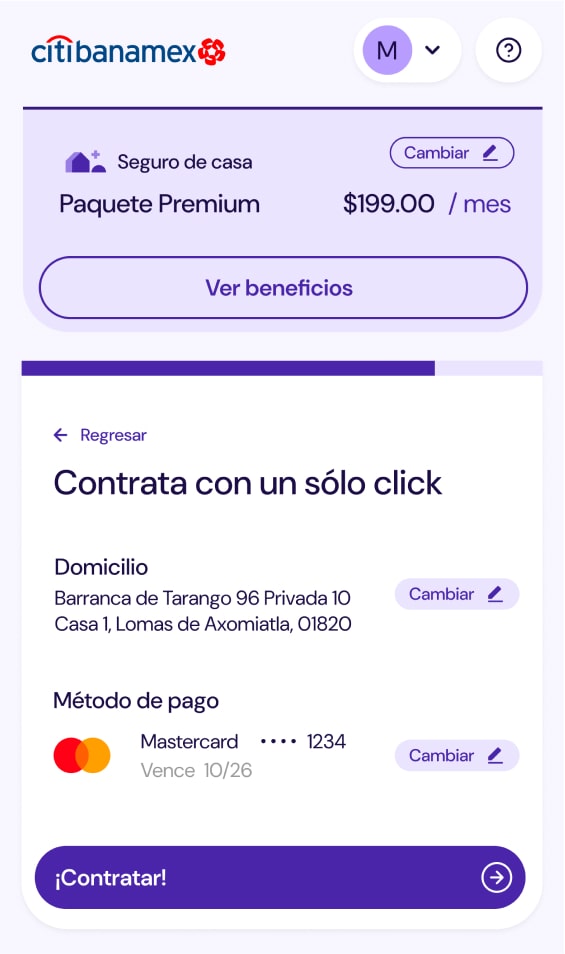 citibanamex
M
Seguro de casa
Cambiar
Paquete Premium
$199.00 / mes
Ver beneficios
Regresar
Contrata con un sólo click
Domicilio
Barranca de Tarango 96 Privada 10
Casa 1, Lomas de Axomiatla, 01820
Cambiar
Método de pago
Mastercard •••• 1234
Vence 10/26
Cambiar
¡Contratar!